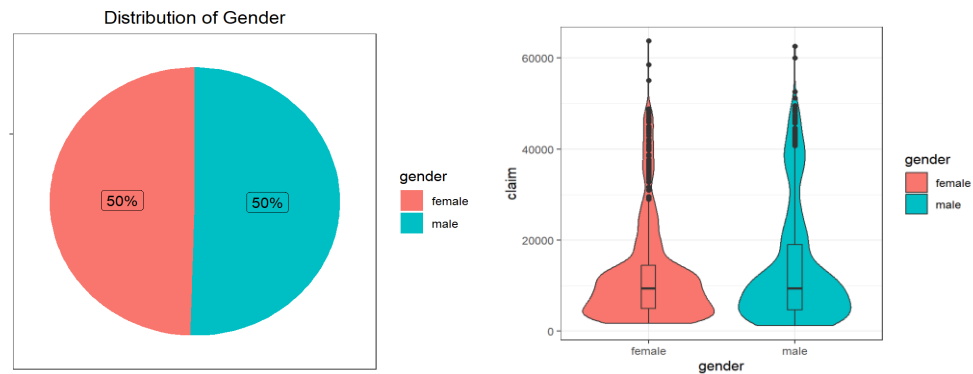 Distribution of Gender
50%
50%
gender
female
male
claim
60000
40000
20000
0
female
male
gender
gender
female
male